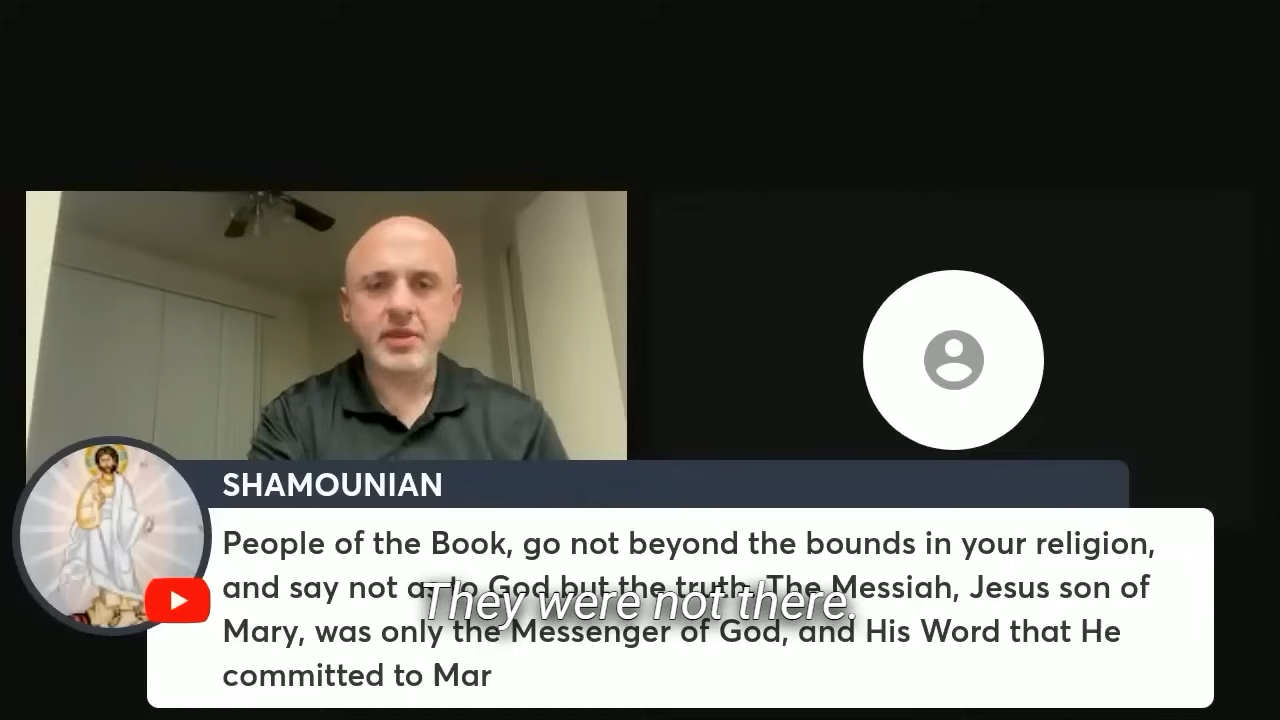 SHAMOUNIAN
People of the Book, go not beyond the bounds in your religion,
and say not as to God but the truth. The Messiah, Jesus son of
They were not there.
Mary, was only the Messenger of God, and His Word that He
committed to Mar